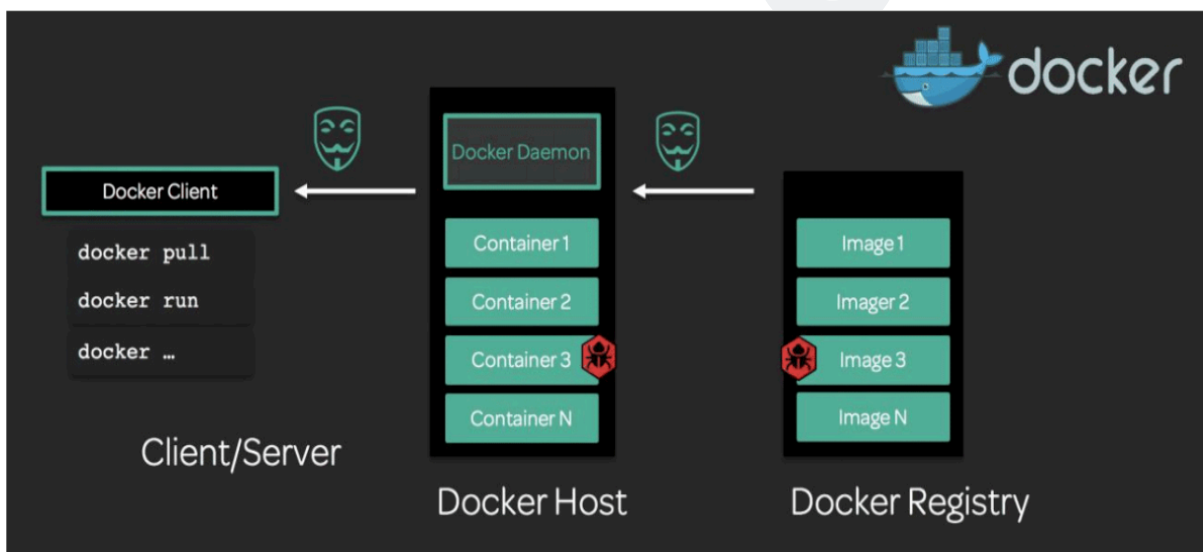 docker
Docker Client
docker pull
docker run
docker …
Client/Server
Docker Daemon
Container 1
Container 2
Container 3
Container N
Docker Host
Image 1
Imager 2
Image 3
Image N
Docker Registry